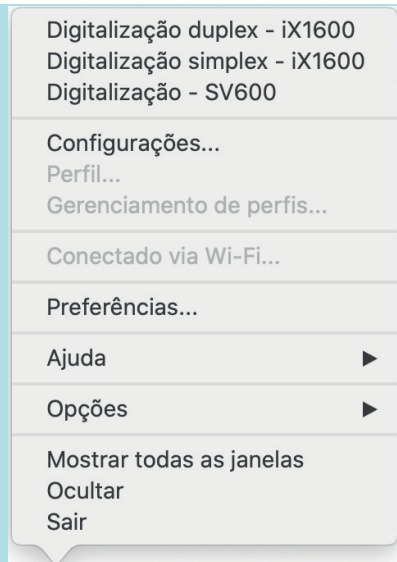 Digitalização duplex - iX1600
Digitalização simplex - iX1600
Digitalização - SV600
Configurações...
Perfil...
Gerenciamento de perfis...
Conectado via Wi-Fi...
Preferências...
Ajuda
Opções
Mostrar todas as janelas
Ocultar
Sair